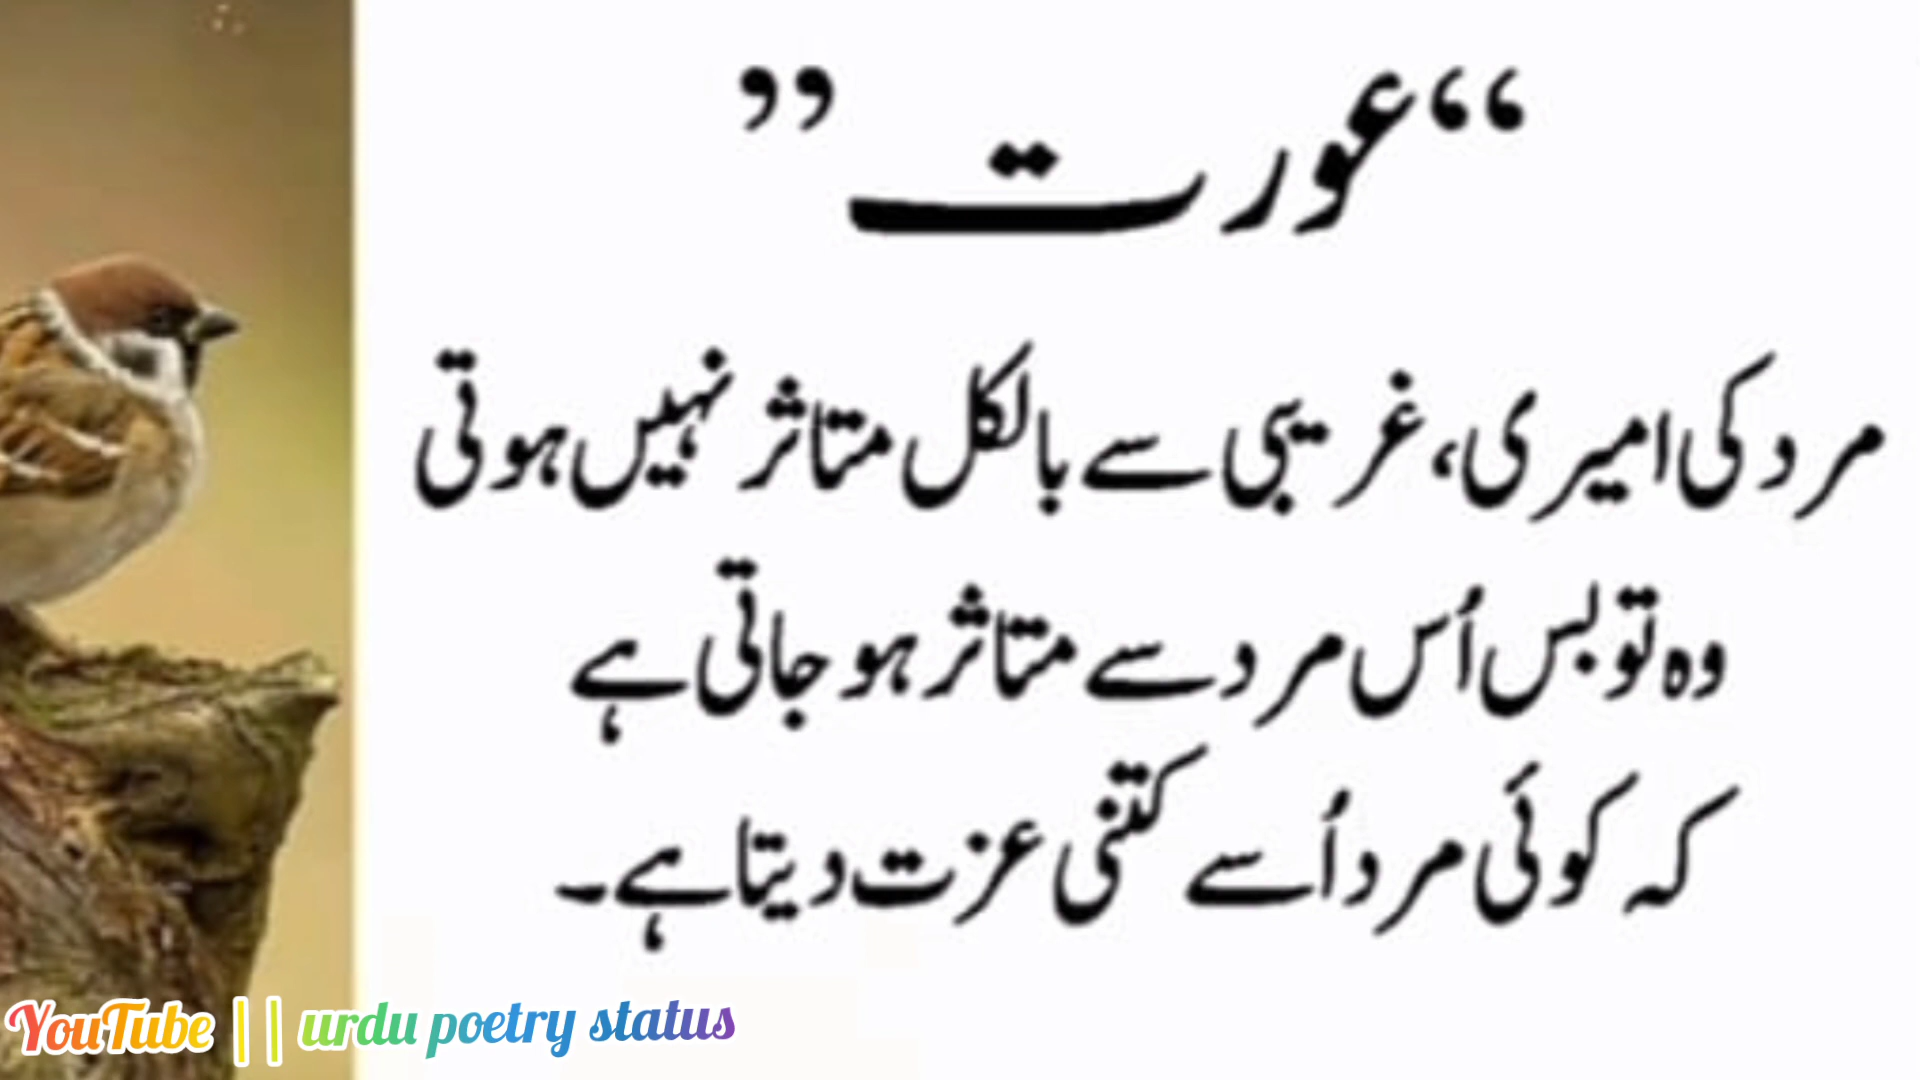 “عورت”
مرد کی امیری، غریبی سے بالکل متاثر نہیں ہوتی
وہ تو بس اُس مرد سے متاثر ہو جاتی ہے
کہ کوئی مرد اُسے کتنی عزت دیتا ہے۔
YouTube || urdu poetry status